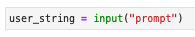 user_string = input("prompt")